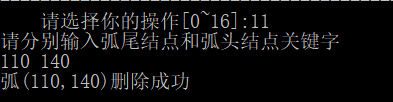 请选择你的操作[0~16]:11
请分别输入弧尾结点和弧头结点关键字
110 140
弧(110,140)删除成功